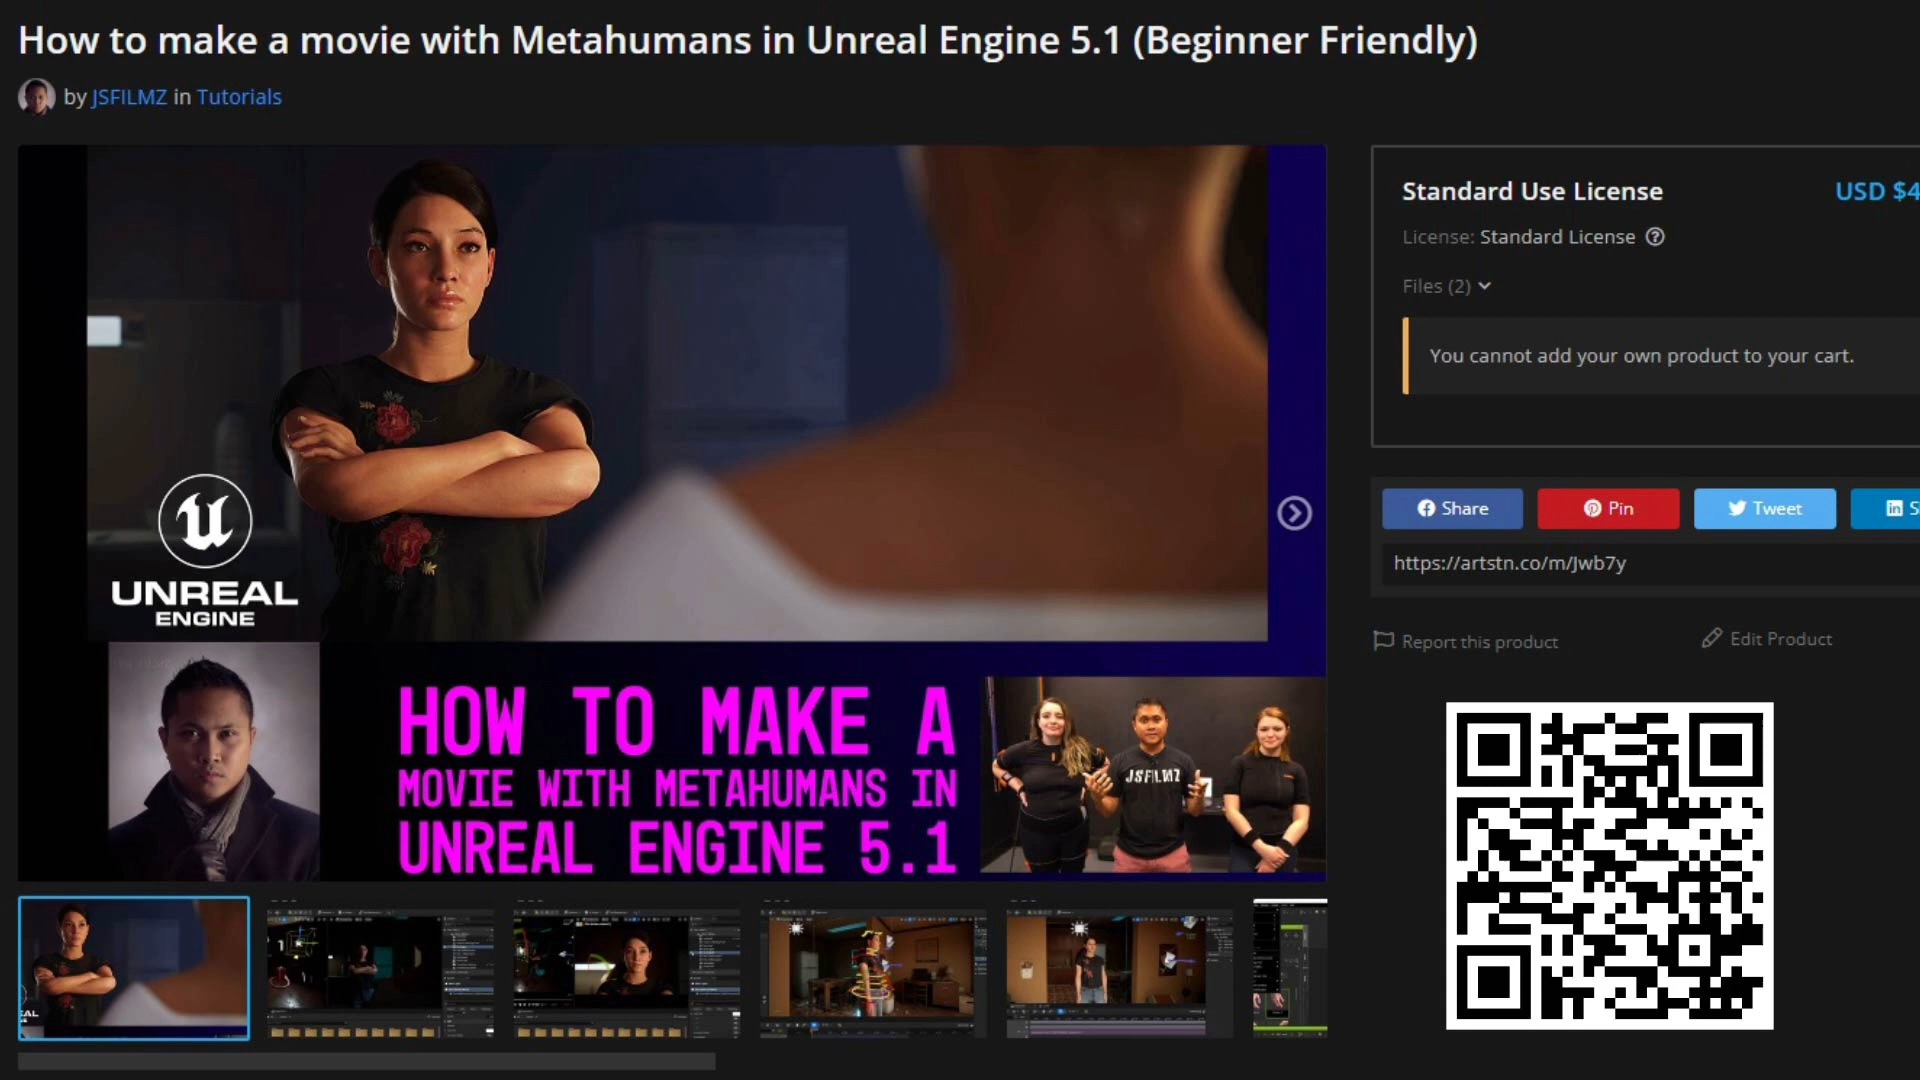 How to make a movie with Metahumans in Unreal Engine 5.1 (Beginner Friendly)
by JSFILMZ in Tutorials
UNREAL
ENGINE
HOW TO MAKE A
MOVIE WITH METAHUMANS IN
UNREAL ENGINE 5.1
JSFILMZ
Standard Use License
USD $4
License: Standard License
Files (2)
You cannot add your own product to your cart.
Share
Pin
Tweet
S
https://artstn.co/m/Jwb7y
Report this product
Edit Product